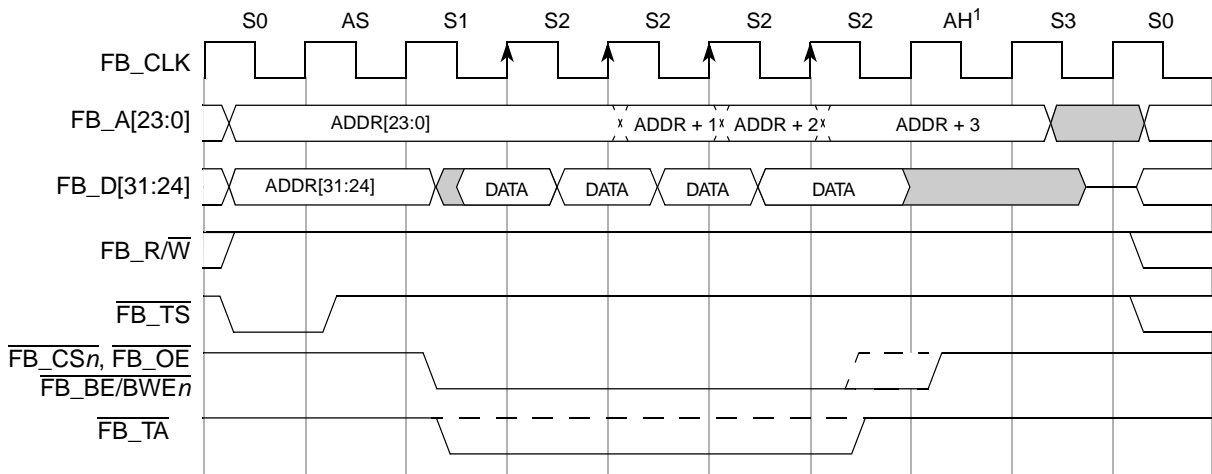 S0 AS S1 S2 S2 S2 S2 AH1 S3 S0
FB_CLK
FB_A[23:0] ADDR[23:0] ADDR + 1 ADDR + 2 ADDR + 3
FB_D[31:24] ADDR[31:24] DATA DATA DATA DATA
FB_R/W
FB_TS
FB_CSn, FB_OE
FB_BE/BWEn
FB_TA